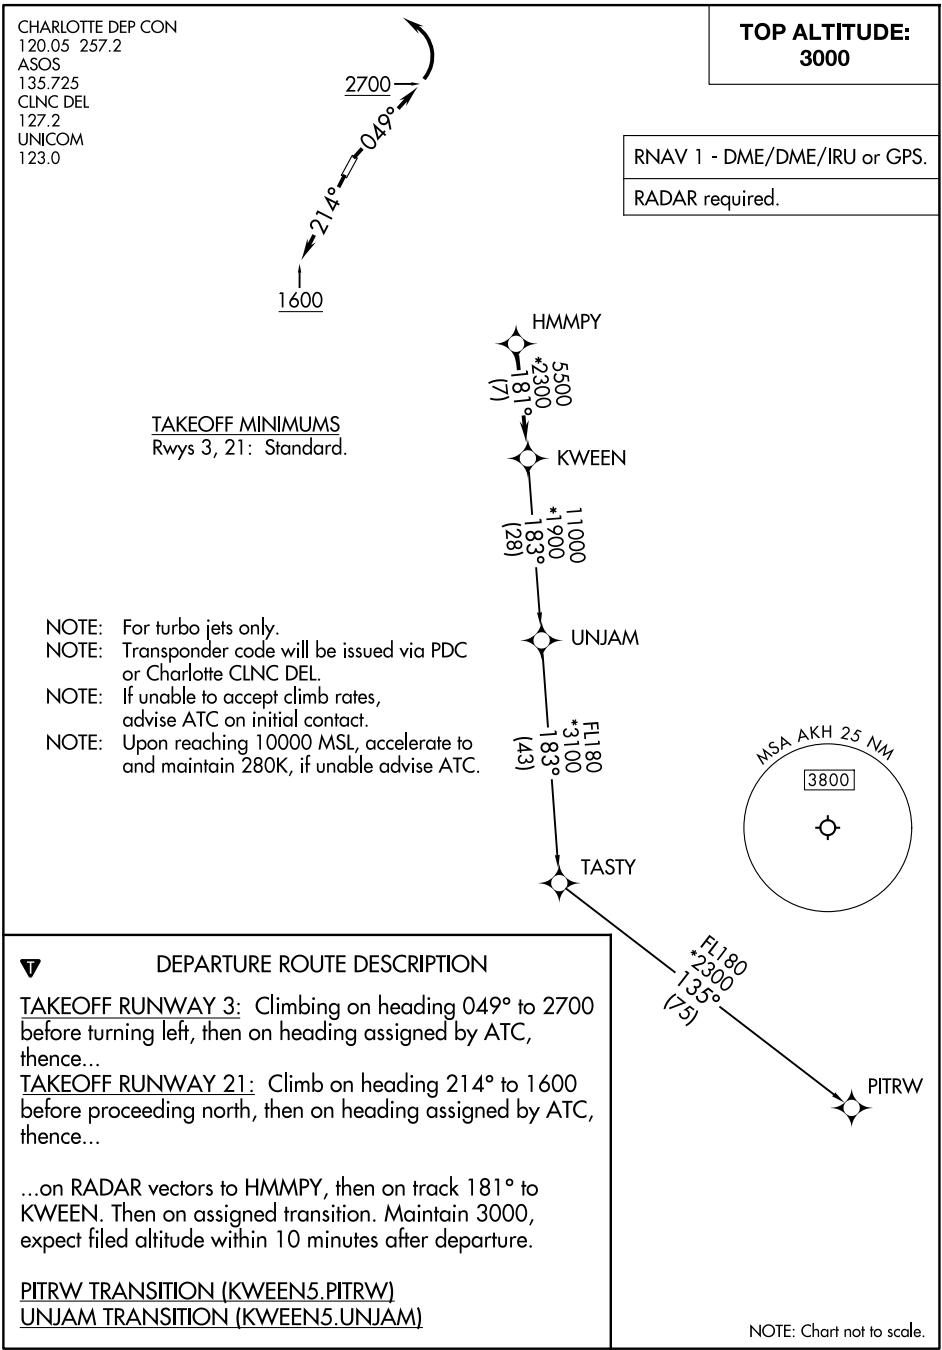 CHARLOTTE DEP CON
120.05 257.2
ASOS
135.725
CLNC DEL
127.2
UNICOM
123.0
TOP ALTITUDE:
3000
RNAV 1 - DME/DME/IRU or GPS.
RADAR required.
2700
049°
214°
1600
HMMPY
5500
*2300
181°
(7)
KWEEN
TAKEOFF MINIMUMS
Rwys 3, 21: Standard.
11000
*1900
183°
(28)
UNJAM
NOTE: For turbo jets only.
NOTE: Transponder code will be issued via PDC
or Charlotte CLNC DEL.
NOTE: If unable to accept climb rates,
advise ATC on initial contact.
NOTE: Upon reaching 10000 MSL, accelerate to
and maintain 280K, if unable advise ATC.
FL180
*3100
183°
(43)
MSA AKH 25 NM
3800
TASTY
FL180
*2300
135°
(75)
PITRW
T
DEPARTURE ROUTE DESCRIPTION
TAKEOFF RUNWAY 3: Climbing on heading 049° to 2700
before turning left, then on heading assigned by ATC,
thence...
TAKEOFF RUNWAY 21: Climb on heading 214° to 1600
before proceeding north, then on heading assigned by ATC,
thence...
...on RADAR vectors to HMMPY, then on track 181° to
KWEEN. Then on assigned transition. Maintain 3000,
expect filed altitude within 10 minutes after departure.
PITRW TRANSITION (KWEEN5.PITRW)
UNJAM TRANSITION (KWEEN5.UNJAM)
NOTE: Chart not to scale.